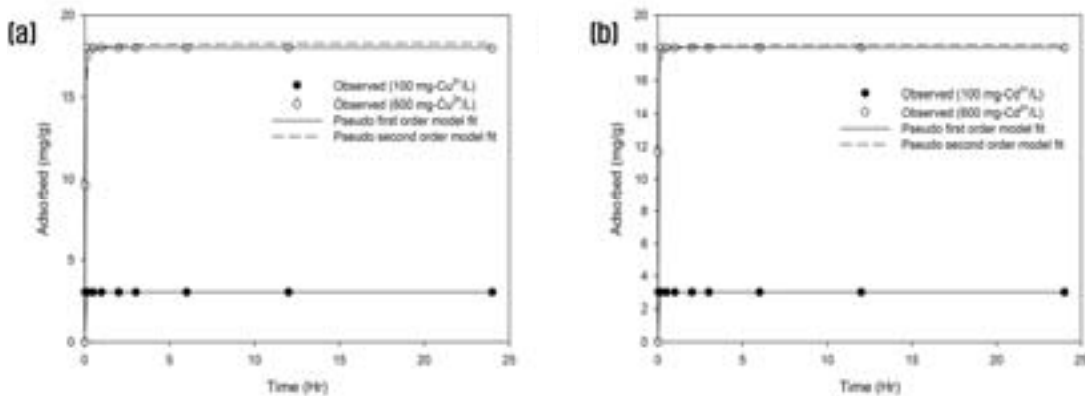 (a)
20
15
10
5
0
Adsorbed (mg/g)
Observed (100 mg-Cu²⁺/L)
Observed (600 mg-Cu²⁺/L)
Pseudo first order model fit
Pseudo second order model fit
0 5 10 15 20 25
Time (Hr)
(b)
20
18
16
14
12
10
8
6
4
2
0
Adsorbed (mg/g)
Observed (100 mg-Cd²⁺/L)
Observed (600 mg-Cd²⁺/L)
Pseudo first order model fit
Pseudo second order model fit
0 5 10 15 20 25
Time (Hr)